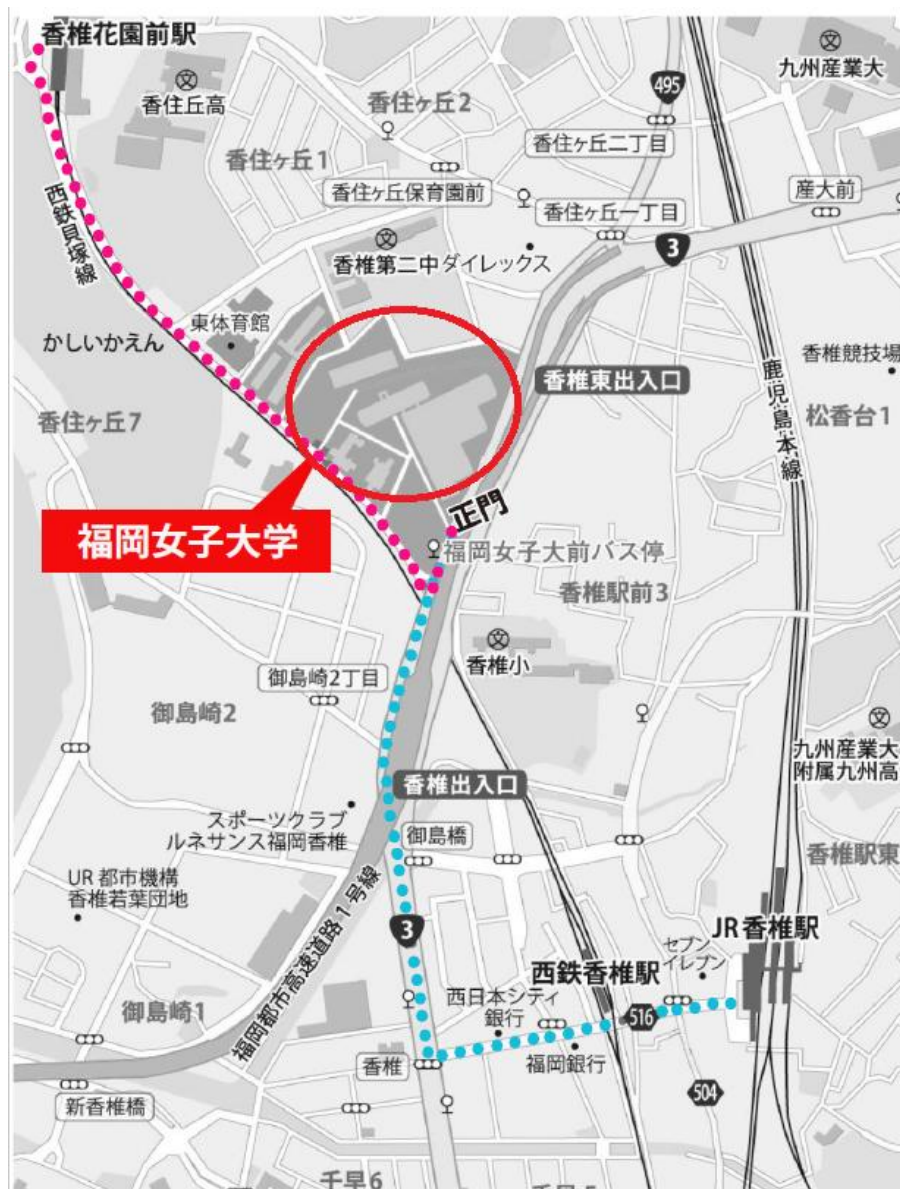 香椎花園前駅
文
香住丘高
香住ヶ丘2
495
文
九州産業大
香住ヶ丘1
香住ヶ丘二丁目
香住ヶ丘保育園前
香住ヶ丘一丁目
産大前
西鉄貝塚線
文
香椎第二中
ダイレックス
3
かしいかえん
東体育館
香椎東出入口
香椎競技場
鹿児島本線
松香台1
香住ヶ丘7
福岡女子大学
正門
福岡女子大前バス停
香椎駅前3
文
香椎小
御島崎2丁目
御島崎2
文
九州産業大
附属九州高
香椎出入口
スポーツクラブ
ルネサンス福岡香椎
御島橋
香椎駅東
UR 都市機構
香椎若葉団地
福岡都市高速道路1号線
3
JR香椎駅
セブン
イレブン
西鉄香椎駅
西日本シティ
銀行
516
御島崎1
香椎
福岡銀行
504
新香椎橋
千早6